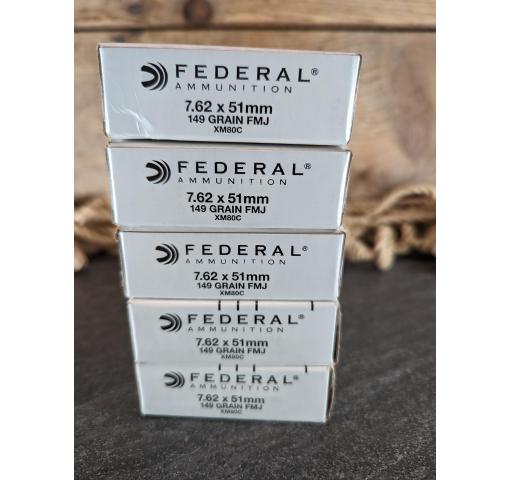 FEDERAL®
AMMUNITION
7.62 x 51mm
149 GRAIN FMJ
XM80C
FEDERAL®
AMMUNITION
7.62 x 51mm
149 GRAIN FMJ
XM80C
FEDERAL®
AMMUNITION
7.62 x 51mm
149 GRAIN FMJ
XM80C
FEDERAL®
AMMUNITION
7.62 x 51mm
149 GRAIN FMJ
XM80C
FEDERAL®
AMMUNITION
7.62 x 51mm
149 GRAIN FMJ
XM80C